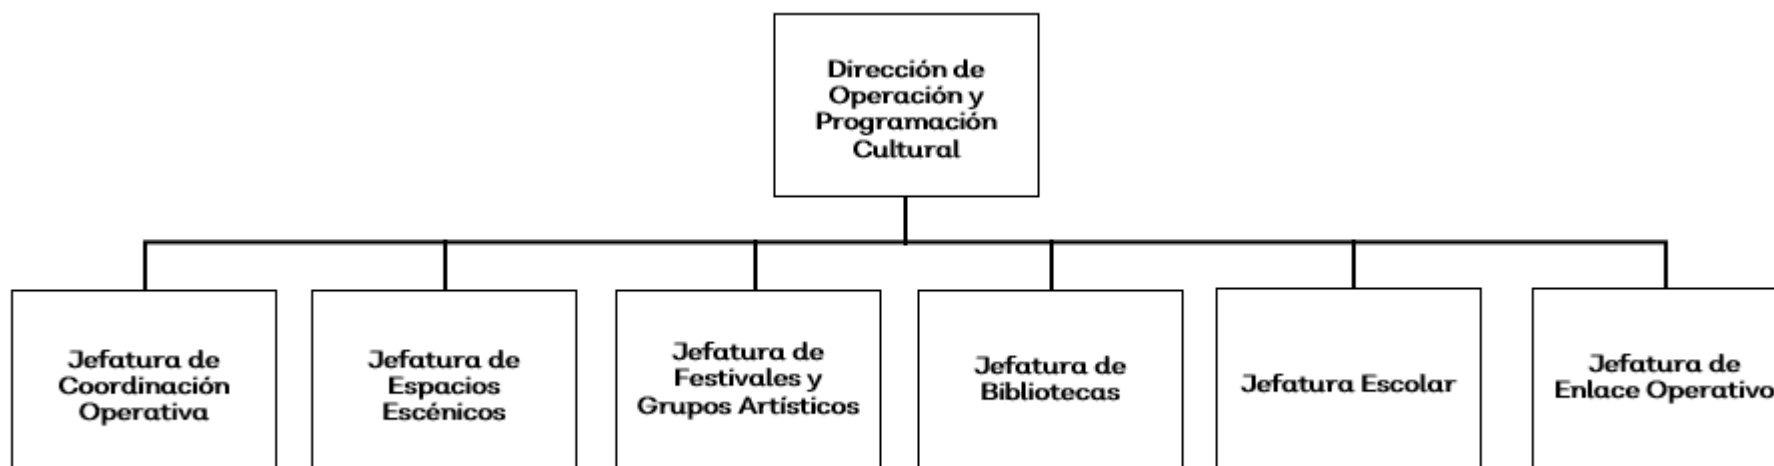 Dirección de
Operación y
Programación
Cultural
Jefatura de
Coordinación
Operativa
Jefatura de
Espacios
Escénicos
Jefatura de
Festivales y
Grupos Artísticos
Jefatura de
Bibliotecas
Jefatura Escolar
Jefatura de
Enlace Operativo